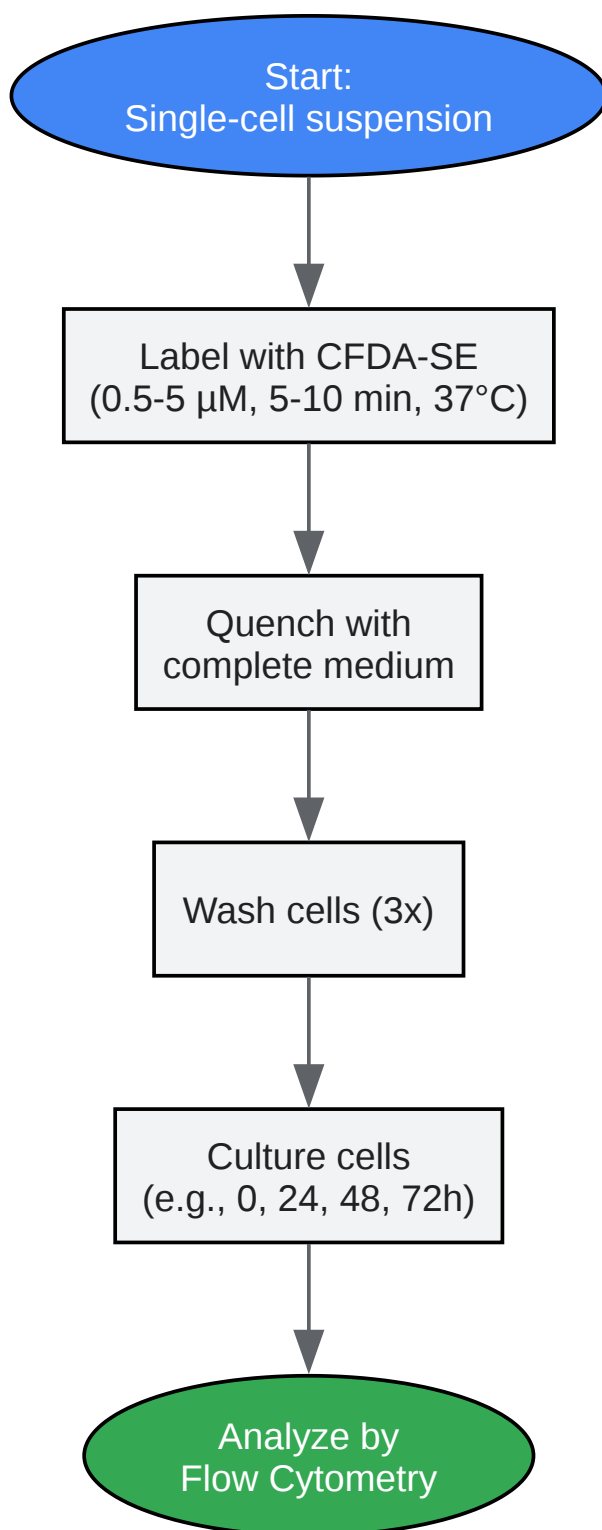 Start:
Single-cell suspension
Label with CFDA-SE
(0.5-5 µM, 5-10 min, 37°C)
Quench with
complete medium
Wash cells (3x)
Culture cells
(e.g., 0, 24, 48, 72h)
Analyze by
Flow Cytometry